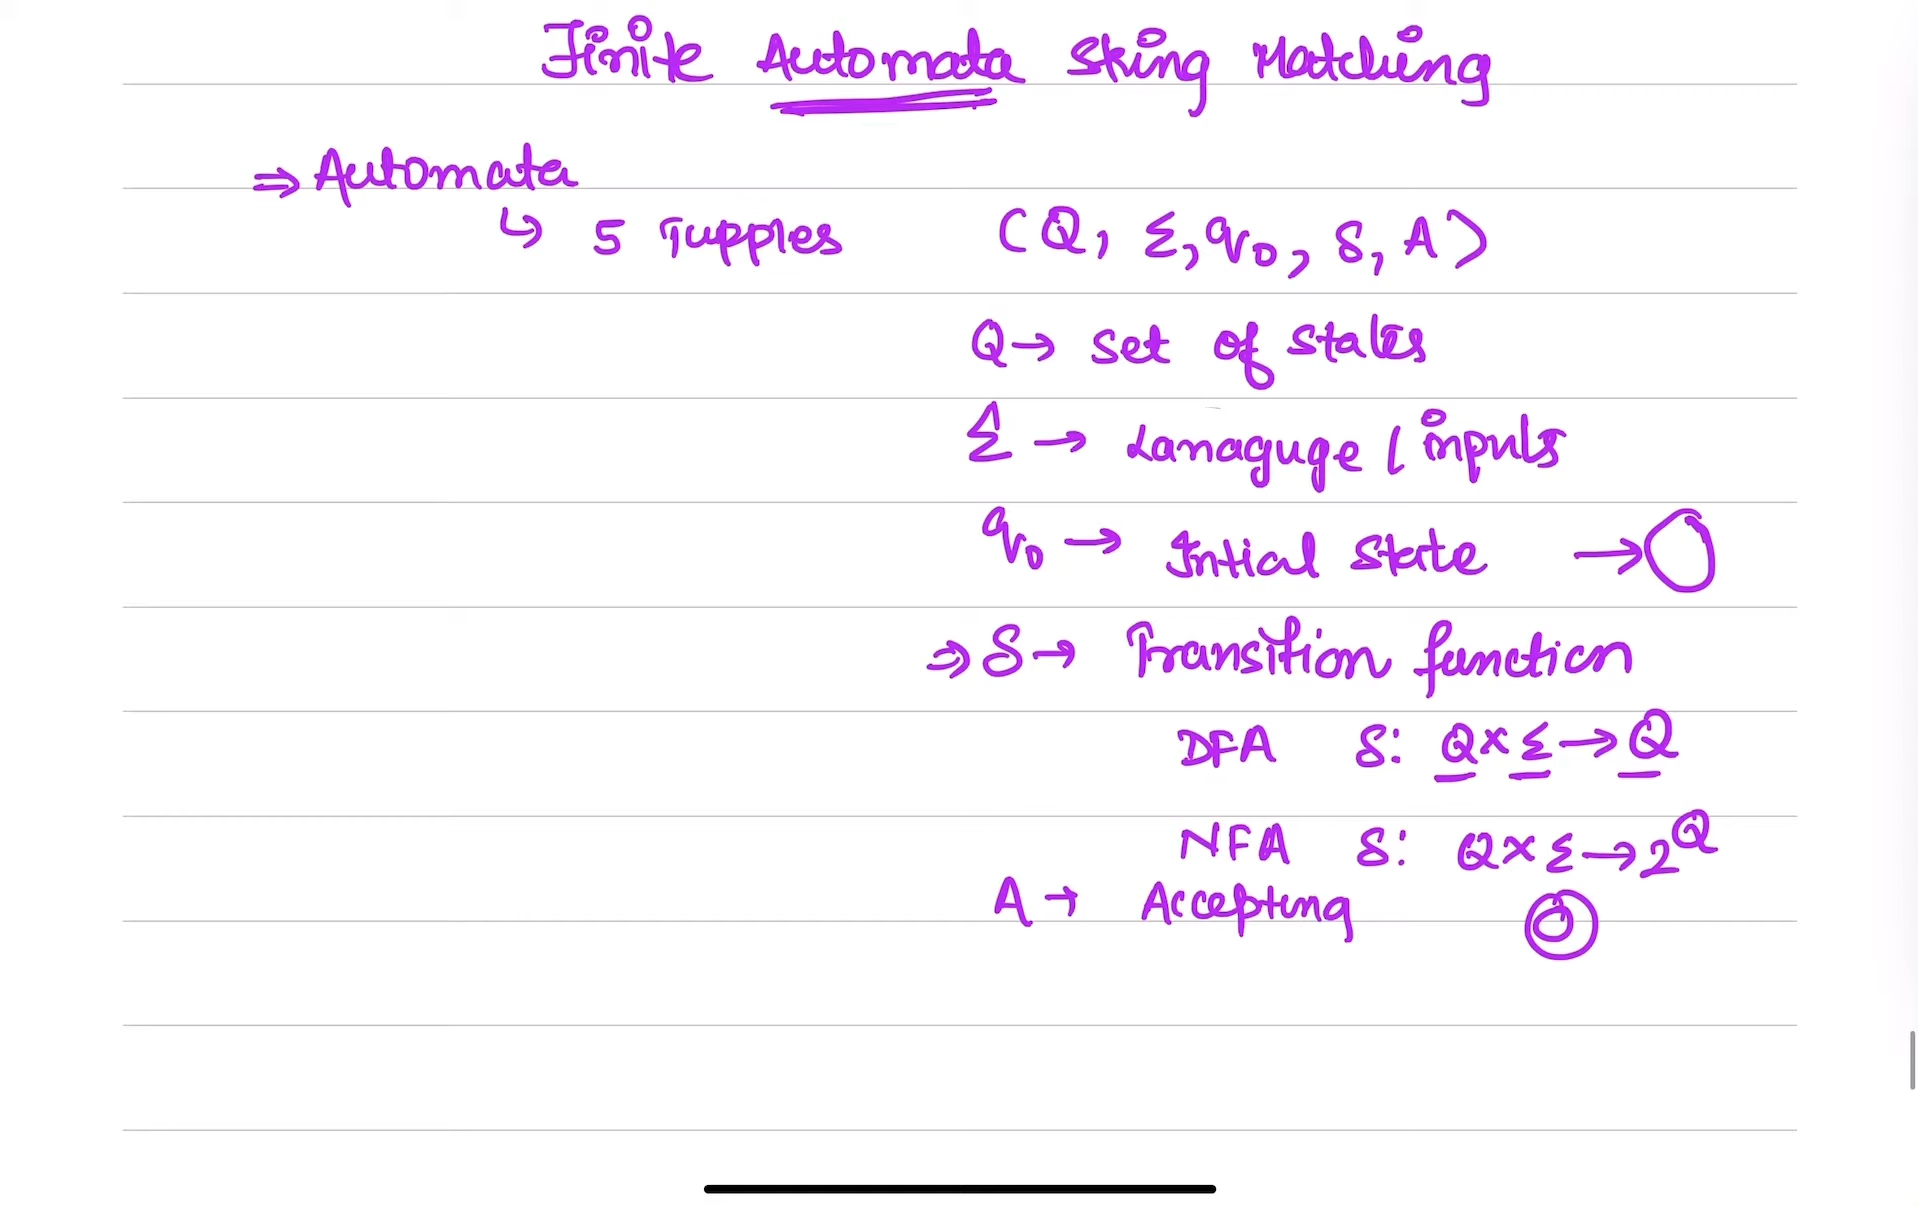 Finite Automata String Matching
⇒ Automata
↳ 5 Tupples (Q, Σ, q₀, δ, A)
Q → set of states
Σ → Lanaguge / inputs
q₀ → Intial state →
⇒ δ → Transition function
DFA δ: Q × Σ → Q
NFA δ: Q × Σ → 2^Q
A → Accepting